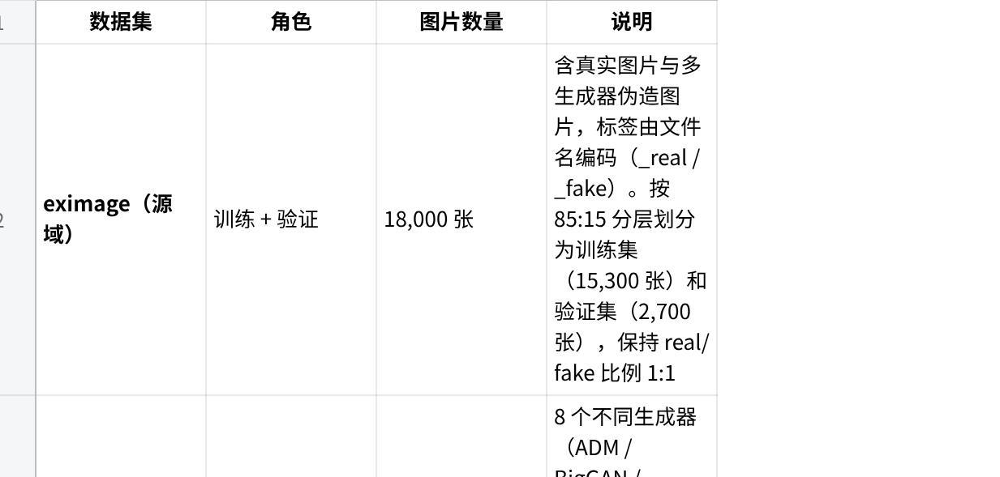 1
数据集 角色 图片数量 说明
2
eximage（源
域）
训练 + 验证
18,000 张
含真实图片与多
生成器伪造图
片，标签由文件
名编码（_real /
_fake）。按
85:15 分层划分
为训练集
（15,300 张）和
验证集（2,700
张），保持 real/
fake 比例 1:1
8 个不同生成器
（ADM /
BigGAN /